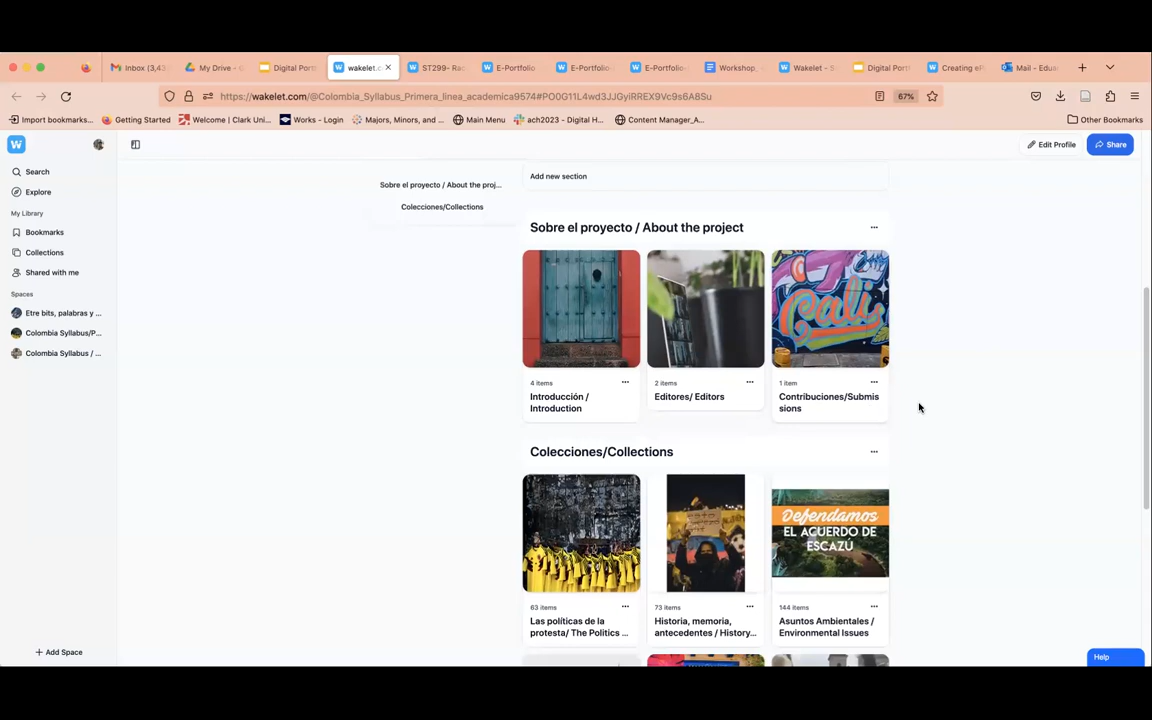 Inbox (3,43
My Drive - G
Digital Port
wakelet.c
ST299- Rac
E-Portfolio
E-Portfolio
E-Portfolio
Workshop,
Wakelet - S
Digital Port
Creating eP
Mail - Edua
https://wakelet.com/@Colombia_Syllabus_Primera_linea_academica9574#PO0G11L4wd3JJGyiRREX9Vc9s6A8Su
67%
Import bookmarks...
Getting Started
Welcome | Clark Uni...
Works - Login
Majors, Minors, and ...
Main Menu
ach2023 - Digital H...
Content Manager_A...
Other Bookmarks
Edit Profile
Share
Search
Explore
My Library
Bookmarks
Collections
Shared with me
Spaces
Etre bits, palabras y ...
Colombia Syllabus/P...
Colombia Syllabus / ...
Add Space
Sobre el proyecto / About the proj...
Colecciones/Collections
Add new section
Sobre el proyecto / About the project
Cali
4 items
Introducción /
Introduction
2 items
Editores/ Editors
1 item
Contribuciones/Submis
sions
Colecciones/Collections
Defendamos
EL ACUERDO DE
ESCAZÚ
63 items
Las políticas de la
protesta/ The Politics ...
73 items
Historia, memoria,
antecedentes / History...
144 items
Asuntos Ambientales /
Environmental Issues
Help